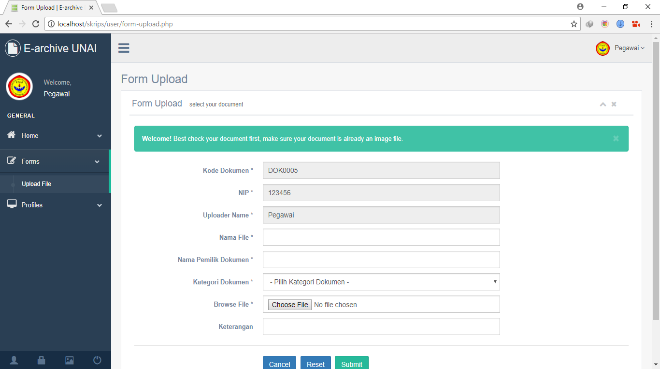 Form Upload | E-archive
localhost/skrips/user/form-upload.php
E-archive UNAI
Pegawai
Welcome,
Pegawai
GENERAL
Home
Forms
Upload File
Profiles
Form Upload
Form Upload select your document
Welcome! Best check your document first, make sure your document is already an image file.
Kode Dokumen * DOK0005
NIP * 123456
Uploader Name * Pegawai
Nama File *
Nama Pemilik Dokumen *
Kategori Dokumen * - Pilih Kategori Dokumen -
Browse File * Choose File No file chosen
Keterangan
Cancel Reset Submit